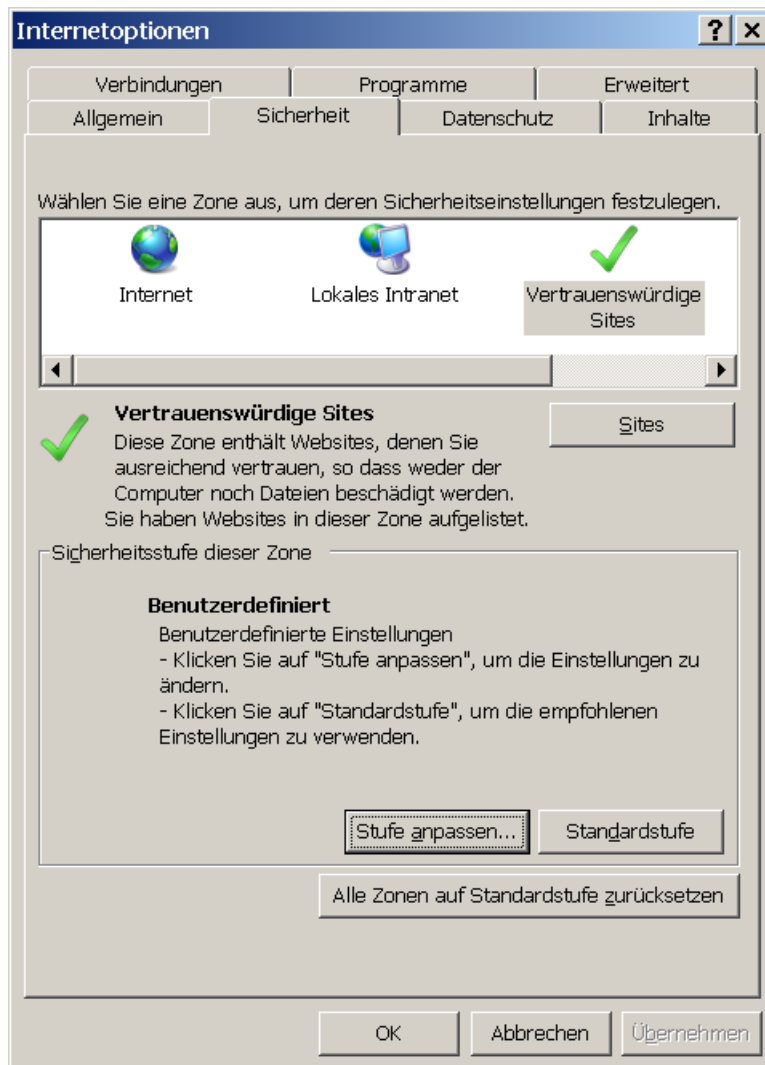 Internetoptionen
Verbindungen Programme Erweitert
Allgemein Sicherheit Datenschutz Inhalte
Wählen Sie eine Zone aus, um deren Sicherheitseinstellungen festzulegen.
Internet Lokales Intranet Vertrauenswürdige
Sites
Vertrauenswürdige Sites
Sites
Diese Zone enthält Websites, denen Sie
ausreichend vertrauen, so dass weder der
Computer noch Dateien beschädigt werden.
Sie haben Websites in dieser Zone aufgelistet.
Sicherheitsstufe dieser Zone
Benutzerdefiniert
Benutzerdefinierte Einstellungen
- Klicken Sie auf "Stufe anpassen", um die Einstellungen zu
ändern.
- Klicken Sie auf "Standardstufe", um die empfohlenen
Einstellungen zu verwenden.
Stufe anpassen... Standardstufe
Alle Zonen auf Standardstufe zurücksetzen
OK Abbrechen Übernehmen